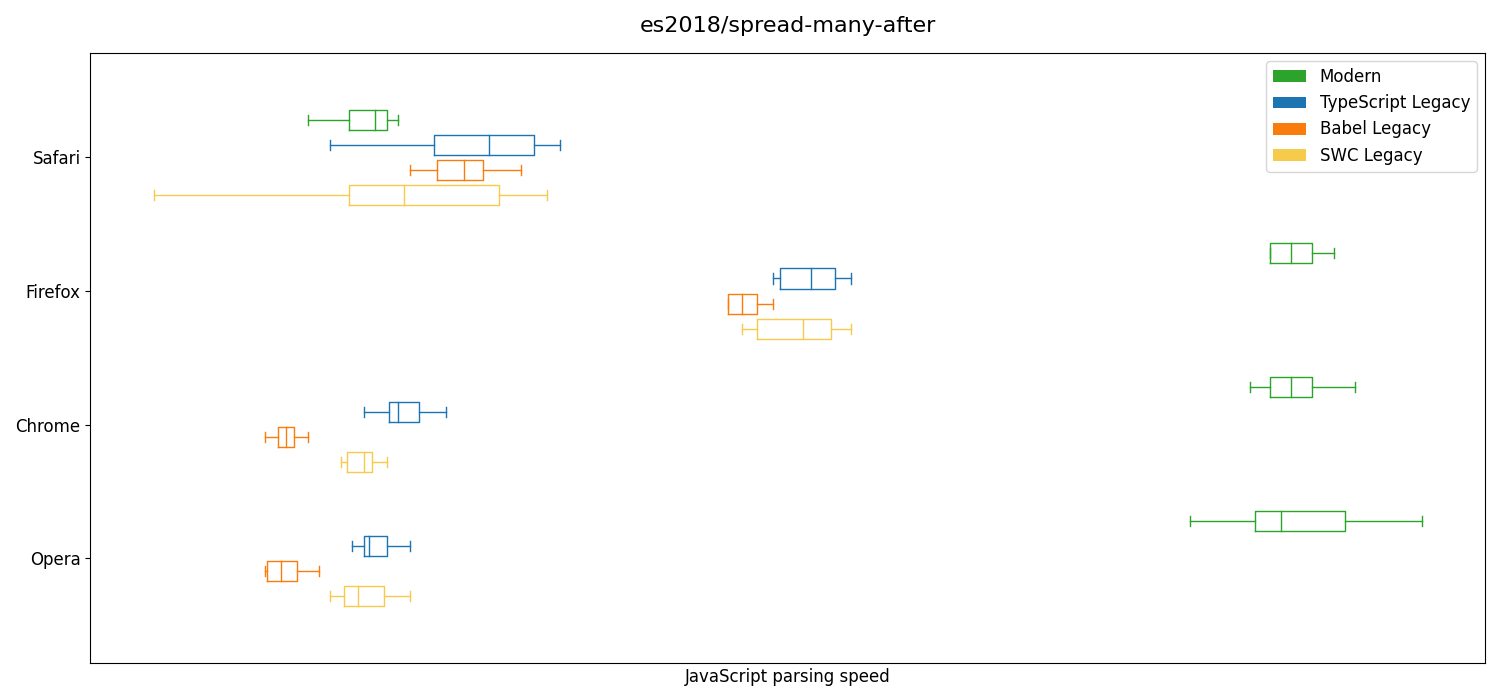 es2018/spread-many-after
Modern
TypeScript Legacy
Babel Legacy
SWC Legacy
Safari
Firefox
Chrome
Opera
JavaScript parsing speed